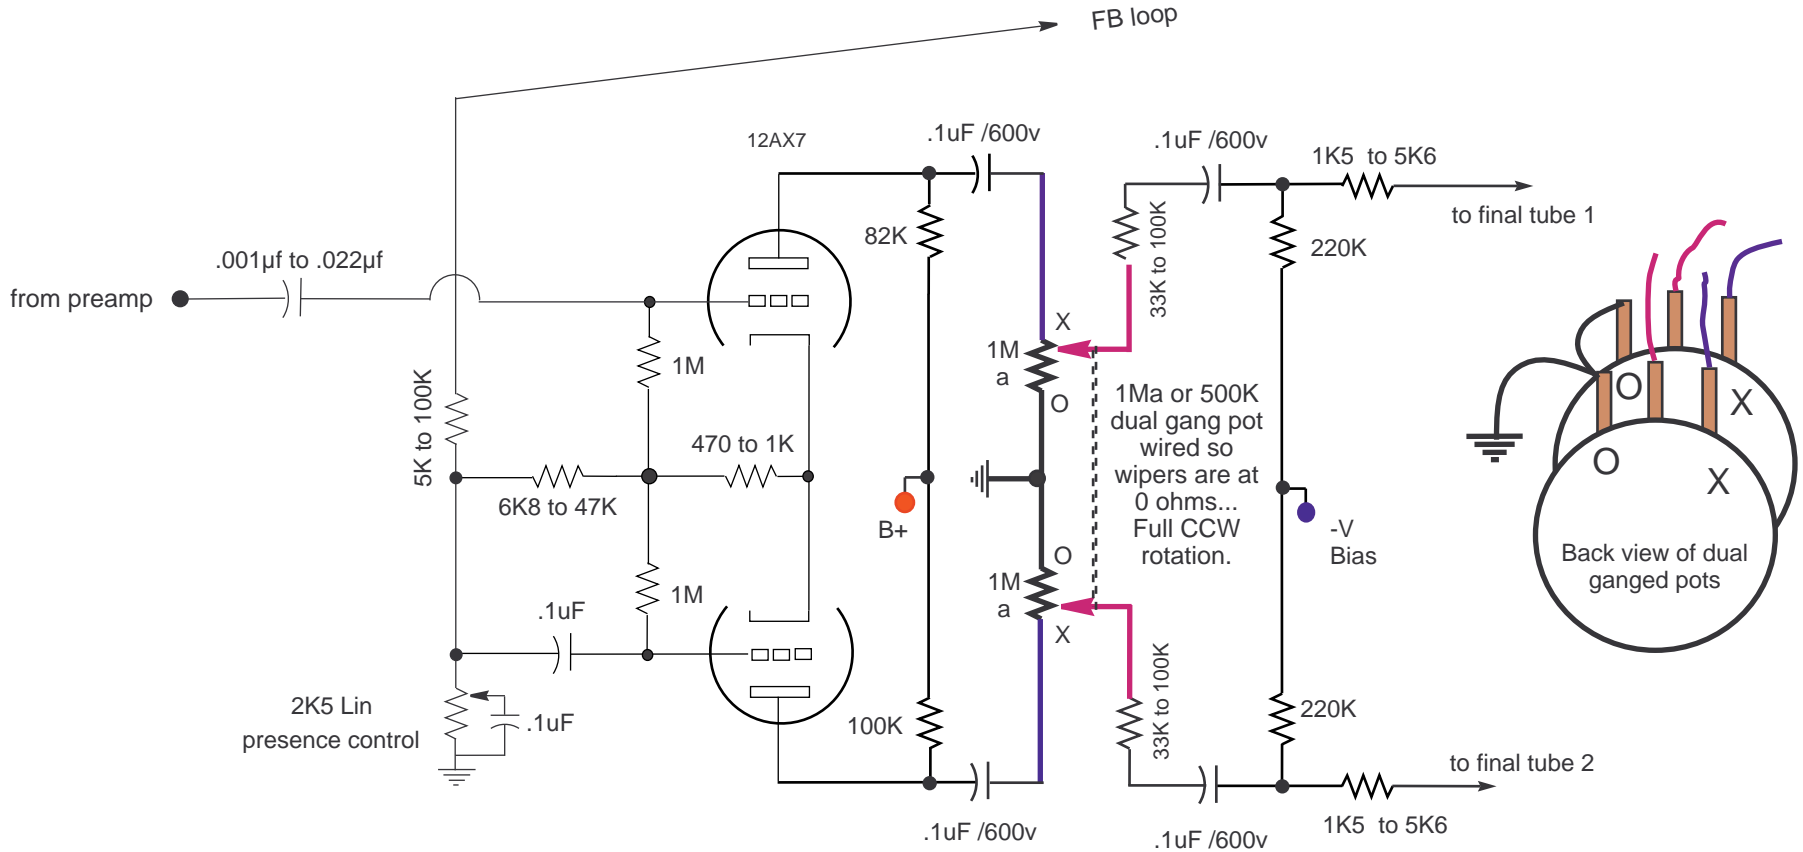 FB loop
12AX7
.1uF /600v
.1uF /600v
1K5  to 5K6
to final tube 1
33K to 100K
82K
220K
.001µf to .022µf
from preamp
X
1M
a
1M
O
5K to 100K
470 to 1K
6K8 to 47K
1Ma or 500K
dual gang pot
wired so
wipers are at
0 ohms...
Full CCW
rotation.
B+
-V
Bias
O
X
O
X
Back view of dual
ganged pots
O
1M
a
X
1M
.1uF
2K5 Lin
presence control
.1uF
100K
33K to 100K
220K
to final tube 2
.1uF /600v
.1uF /600v
1K5  to 5K6